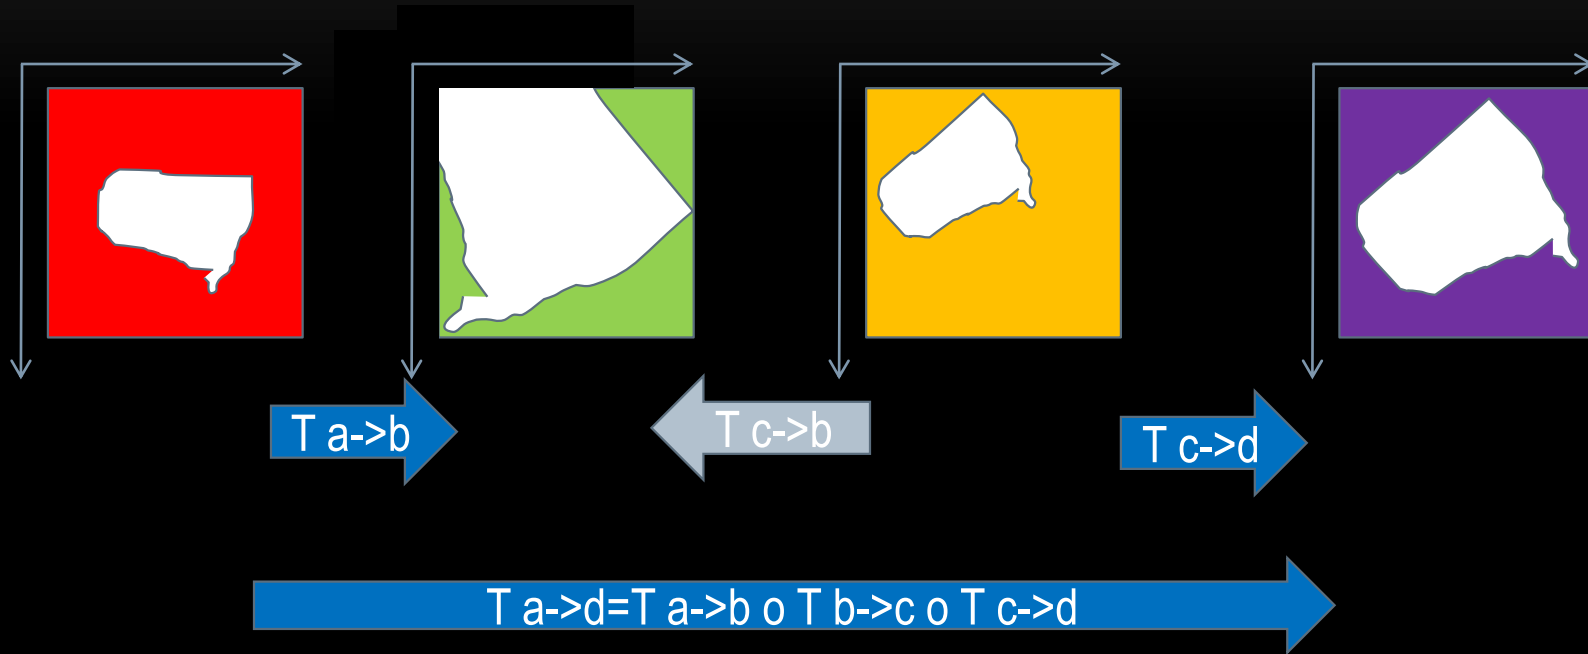 T a->b
T c->b
T c->d
T a->d=T a->b o T b->c o T c->d